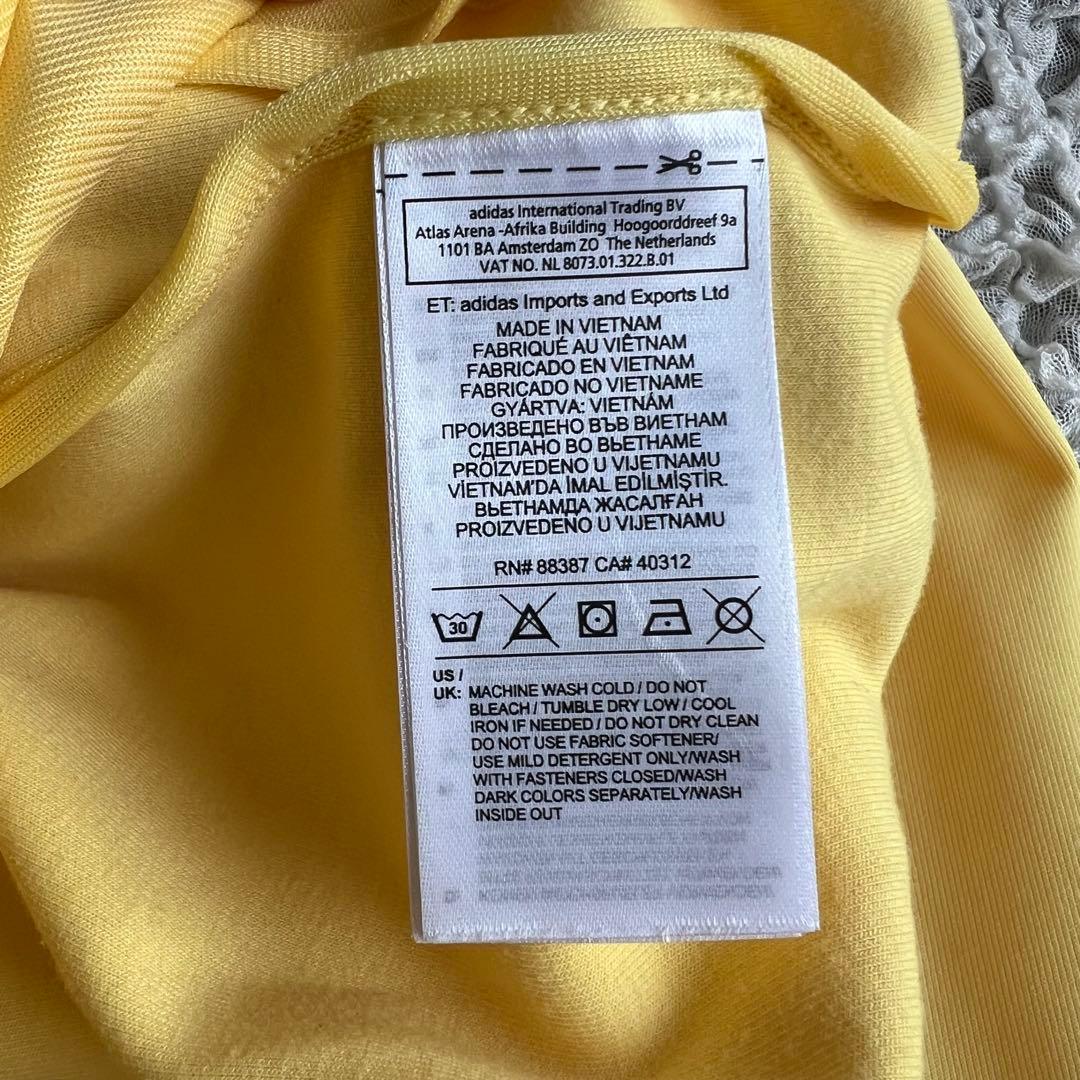 adidas International Trading BV
Atlas Arena -Afrika Building Hoogoorddreef 9a
1101 BA Amsterdam ZO The Netherlands
VAT NO. NL 8073.01.322.B.01
ET: adidas Imports and Exports Ltd
MADE IN VIETNAM
FABRIQUÉ AU VIÊTNAM
FABRICADO EN VIETNAM
FABRICADO NO VIETNAME
GYÁRTVA: VIETNÁM
ПРОИЗВЕДЕНО ВЪВ ВИЕТНАМ
СДЕЛАНО ВО ВЬЕТНАМЕ
PROIZVEDENO U VIJETNAMU
VİETNAM'DA İMAL EDİLMİŞTİR.
ВЬЕТНАМДА ЖАСАЛҒАН
PROIZVEDENO U VIJETNAMU
RN# 88387 CA# 40312
30
US /
UK: MACHINE WASH COLD / DO NOT
BLEACH / TUMBLE DRY LOW / COOL
IRON IF NEEDED / DO NOT DRY CLEAN
DO NOT USE FABRIC SOFTENER/
USE MILD DETERGENT ONLY/WASH
WITH FASTENERS CLOSED/WASH
DARK COLORS SEPARATELY/WASH
INSIDE OUT